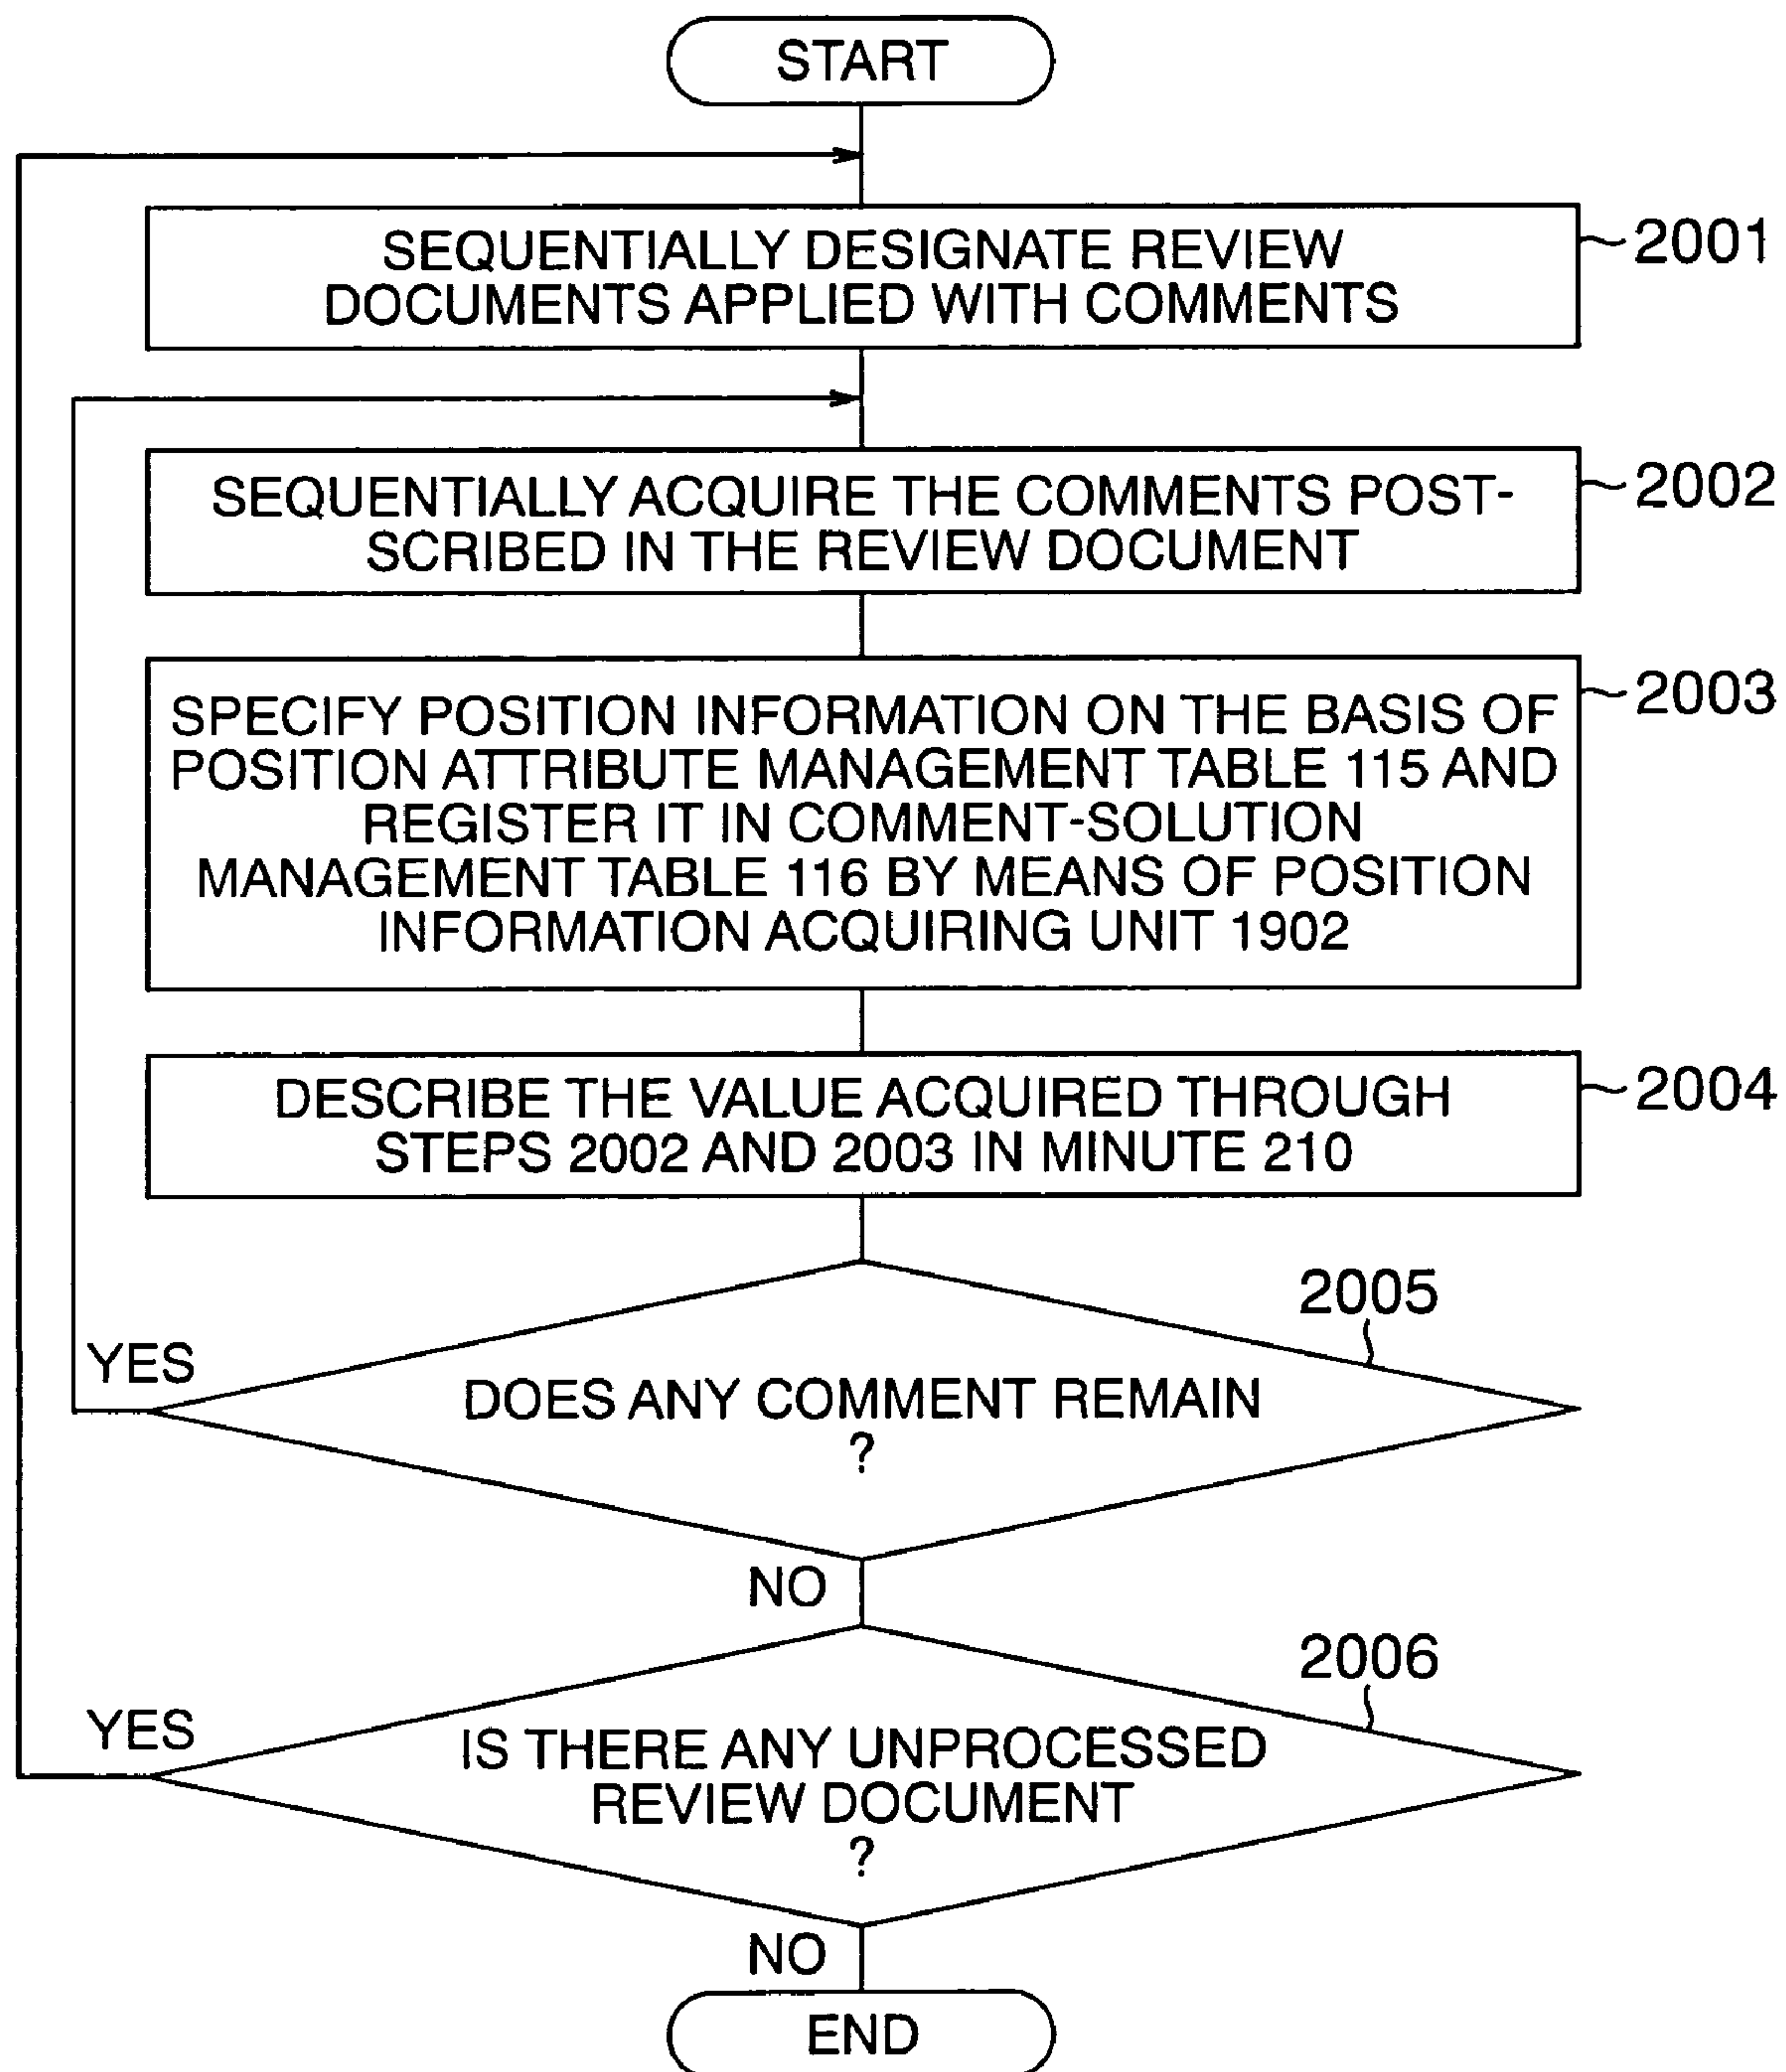 START
SEQUENTIALLY DESIGNATE REVIEW
DOCUMENTS APPLIED WITH COMMENTS
2001
SEQUENTIALLY ACQUIRE THE COMMENTS POST-
SCRIBED IN THE REVIEW DOCUMENT
2002
SPECIFY POSITION INFORMATION ON THE BASIS OF
POSITION ATTRIBUTE MANAGEMENT TABLE 115 AND
REGISTER IT IN COMMENT-SOLUTION
MANAGEMENT TABLE 116 BY MEANS OF POSITION
INFORMATION ACQUIRING UNIT 1902
2003
DESCRIBE THE VALUE ACQUIRED THROUGH
STEPS 2002 AND 2003 IN MINUTE 210
2004
2005
YES
DOES ANY COMMENT REMAIN
?
NO
2006
YES
IS THERE ANY UNPROCESSED
REVIEW DOCUMENT
?
NO
END